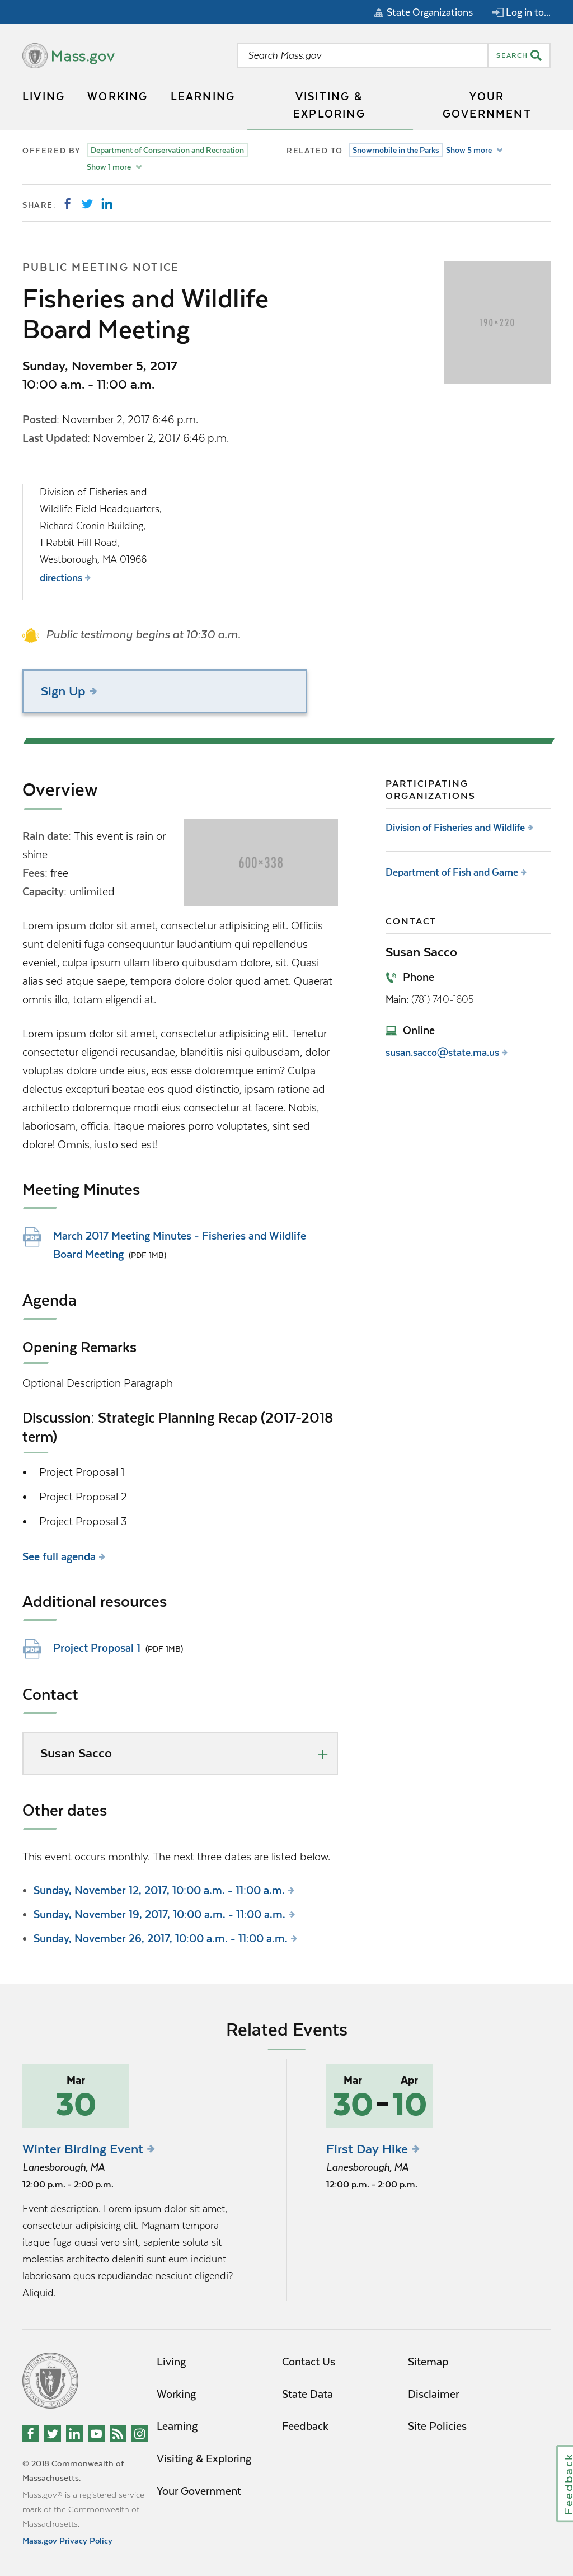 State Organizations Log in to...
Mass.gov
Search Mass.gov SEARCH
LIVING WORKING LEARNING VISITING & EXPLORING YOUR GOVERNMENT
OFFERED BY Department of Conservation and Recreation
Show 1 more
RELATED TO Snowmobile in the Parks Show 5 more
SHARE:
PUBLIC MEETING NOTICE
Fisheries and Wildlife
Board Meeting
190×220
Sunday, November 5, 2017
10:00 a.m. - 11:00 a.m.
Posted: November 2, 2017 6:46 p.m.
Last Updated: November 2, 2017 6:46 p.m.
Division of Fisheries and
Wildlife Field Headquarters,
Richard Cronin Building,
1 Rabbit Hill Road,
Westborough, MA 01966
directions
Public testimony begins at 10:30 a.m.
Sign Up
Overview
Rain date: This event is rain or
shine
Fees: free
Capacity: unlimited
600×338
Lorem ipsum dolor sit amet, consectetur adipisicing elit. Officiis
sunt deleniti fuga consequuntur laudantium qui repellendus
eveniet, culpa ipsum ullam libero quibusdam dolore, sit. Quasi
alias sed atque saepe, tempora dolore dolor quod amet. Quaerat
omnis illo, totam eligendi at.
Lorem ipsum dolor sit amet, consectetur adipisicing elit. Tenetur
consectetur eligendi recusandae, blanditiis nisi quibusdam, dolor
voluptas dolore unde eius, eos esse doloremque enim? Culpa
delectus excepturi beatae eos quod distinctio, ipsam ratione ad
architecto doloremque modi eius consectetur at facere. Nobis,
laboriosam, officia. Itaque maiores porro voluptates, sint sed
dolore! Omnis, iusto sed est!
Meeting Minutes
PDF
March 2017 Meeting Minutes - Fisheries and Wildlife
Board Meeting (PDF 1MB)
Agenda
Opening Remarks
Optional Description Paragraph
Discussion: Strategic Planning Recap (2017-2018
term)
Project Proposal 1
Project Proposal 2
Project Proposal 3
See full agenda
Additional resources
PDF
Project Proposal 1 (PDF 1MB)
Contact
Susan Sacco
Other dates
This event occurs monthly. The next three dates are listed below.
Sunday, November 12, 2017, 10:00 a.m. - 11:00 a.m.
Sunday, November 19, 2017, 10:00 a.m. - 11:00 a.m.
Sunday, November 26, 2017, 10:00 a.m. - 11:00 a.m.
PARTICIPATING
ORGANIZATIONS
Division of Fisheries and Wildlife
Department of Fish and Game
CONTACT
Susan Sacco
Phone
Main: (781) 740-1605
Online
susan.sacco@state.ma.us
Related Events
Mar
30
Winter Birding Event
Lanesborough, MA
12:00 p.m. - 2:00 p.m.
Event description. Lorem ipsum dolor sit amet,
consectetur adipisicing elit. Magnam tempora
itaque fuga quasi vero sint, sapiente soluta sit
molestias architecto deleniti sunt eum incidunt
laboriosam quos repudiandae nesciunt eligendi?
Aliquid.
Mar Apr
30-10
First Day Hike
Lanesborough, MA
12:00 p.m. - 2:00 p.m.
© 2018 Commonwealth of
Massachusetts.
Mass.gov® is a registered service
mark of the Commonwealth of
Massachusetts.
Mass.gov Privacy Policy
Living
Working
Learning
Visiting & Exploring
Your Government
Contact Us
State Data
Feedback
Sitemap
Disclaimer
Site Policies
Feedback